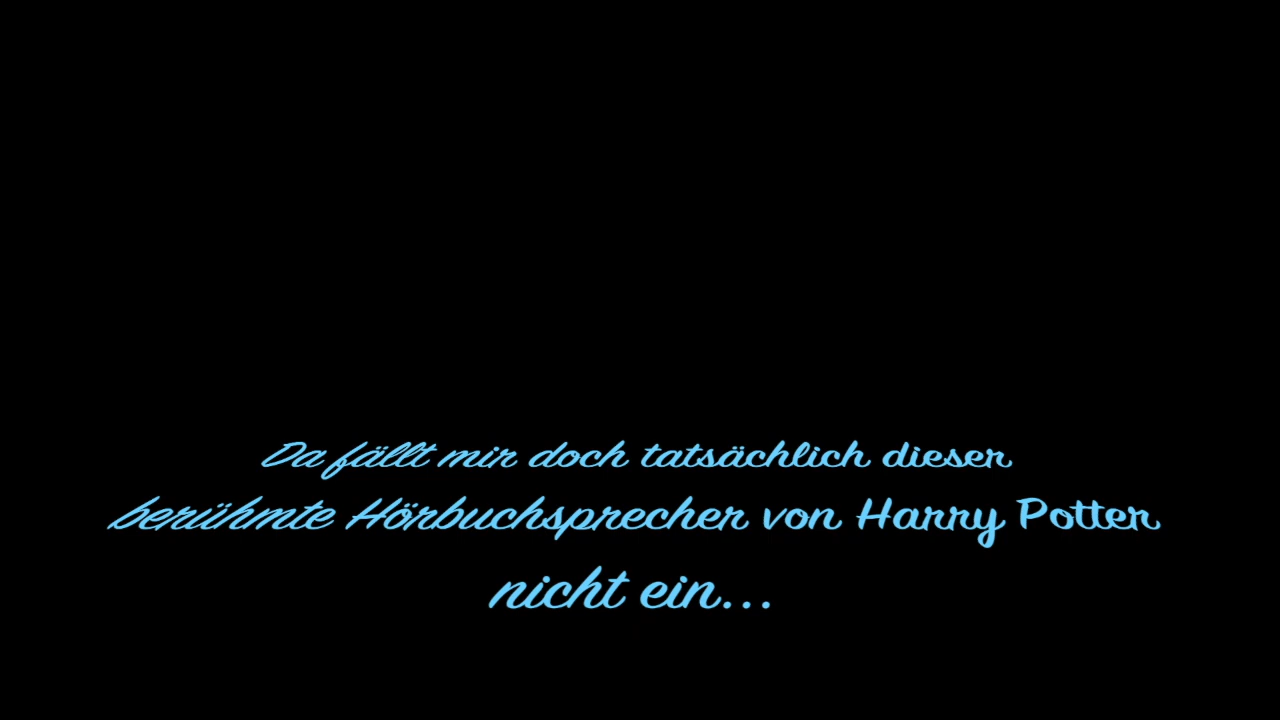 Da fällt mir doch tatsächlich dieser
berühmte Hörbuchsprecher von Harry Potter
nicht ein...